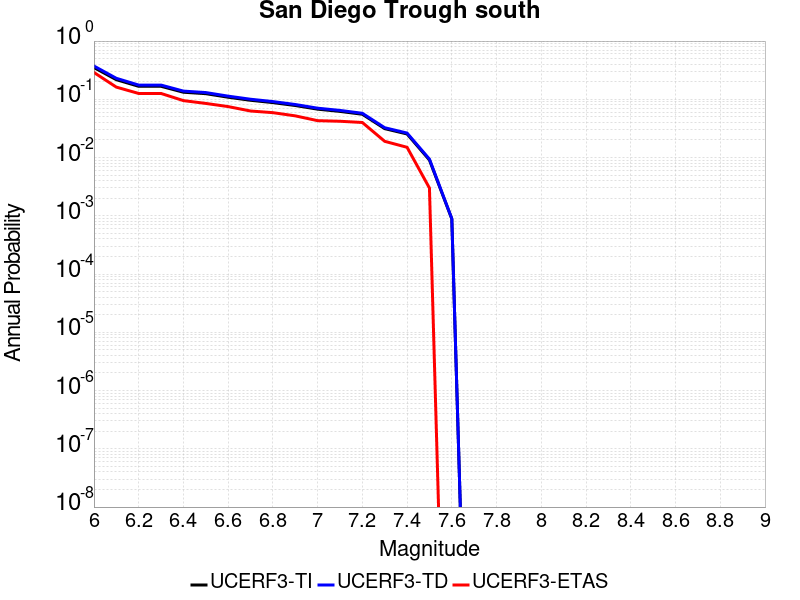 San Diego Trough south
Annual Probability
10^0
10^-1
10^-2
10^-3
10^-4
10^-5
10^-6
10^-7
10^-8
6 6.2 6.4 6.6 6.8 7 7.2 7.4 7.6 7.8 8 8.2 8.4 8.6 8.8 9
Magnitude
UCERF3-TI UCERF3-TD UCERF3-ETAS